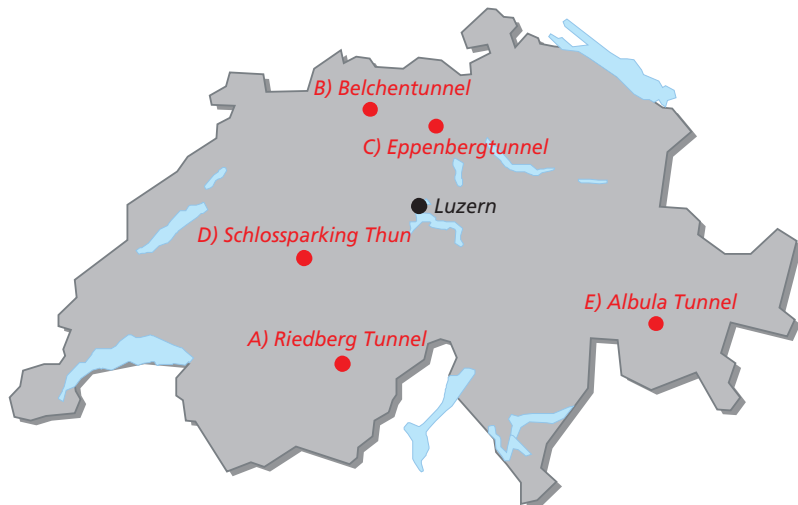 B) Belchentunnel
C) Eppenbergtunnel
Luzern
D) Schlossparking Thun
E) Albula Tunnel
A) Riedberg Tunnel